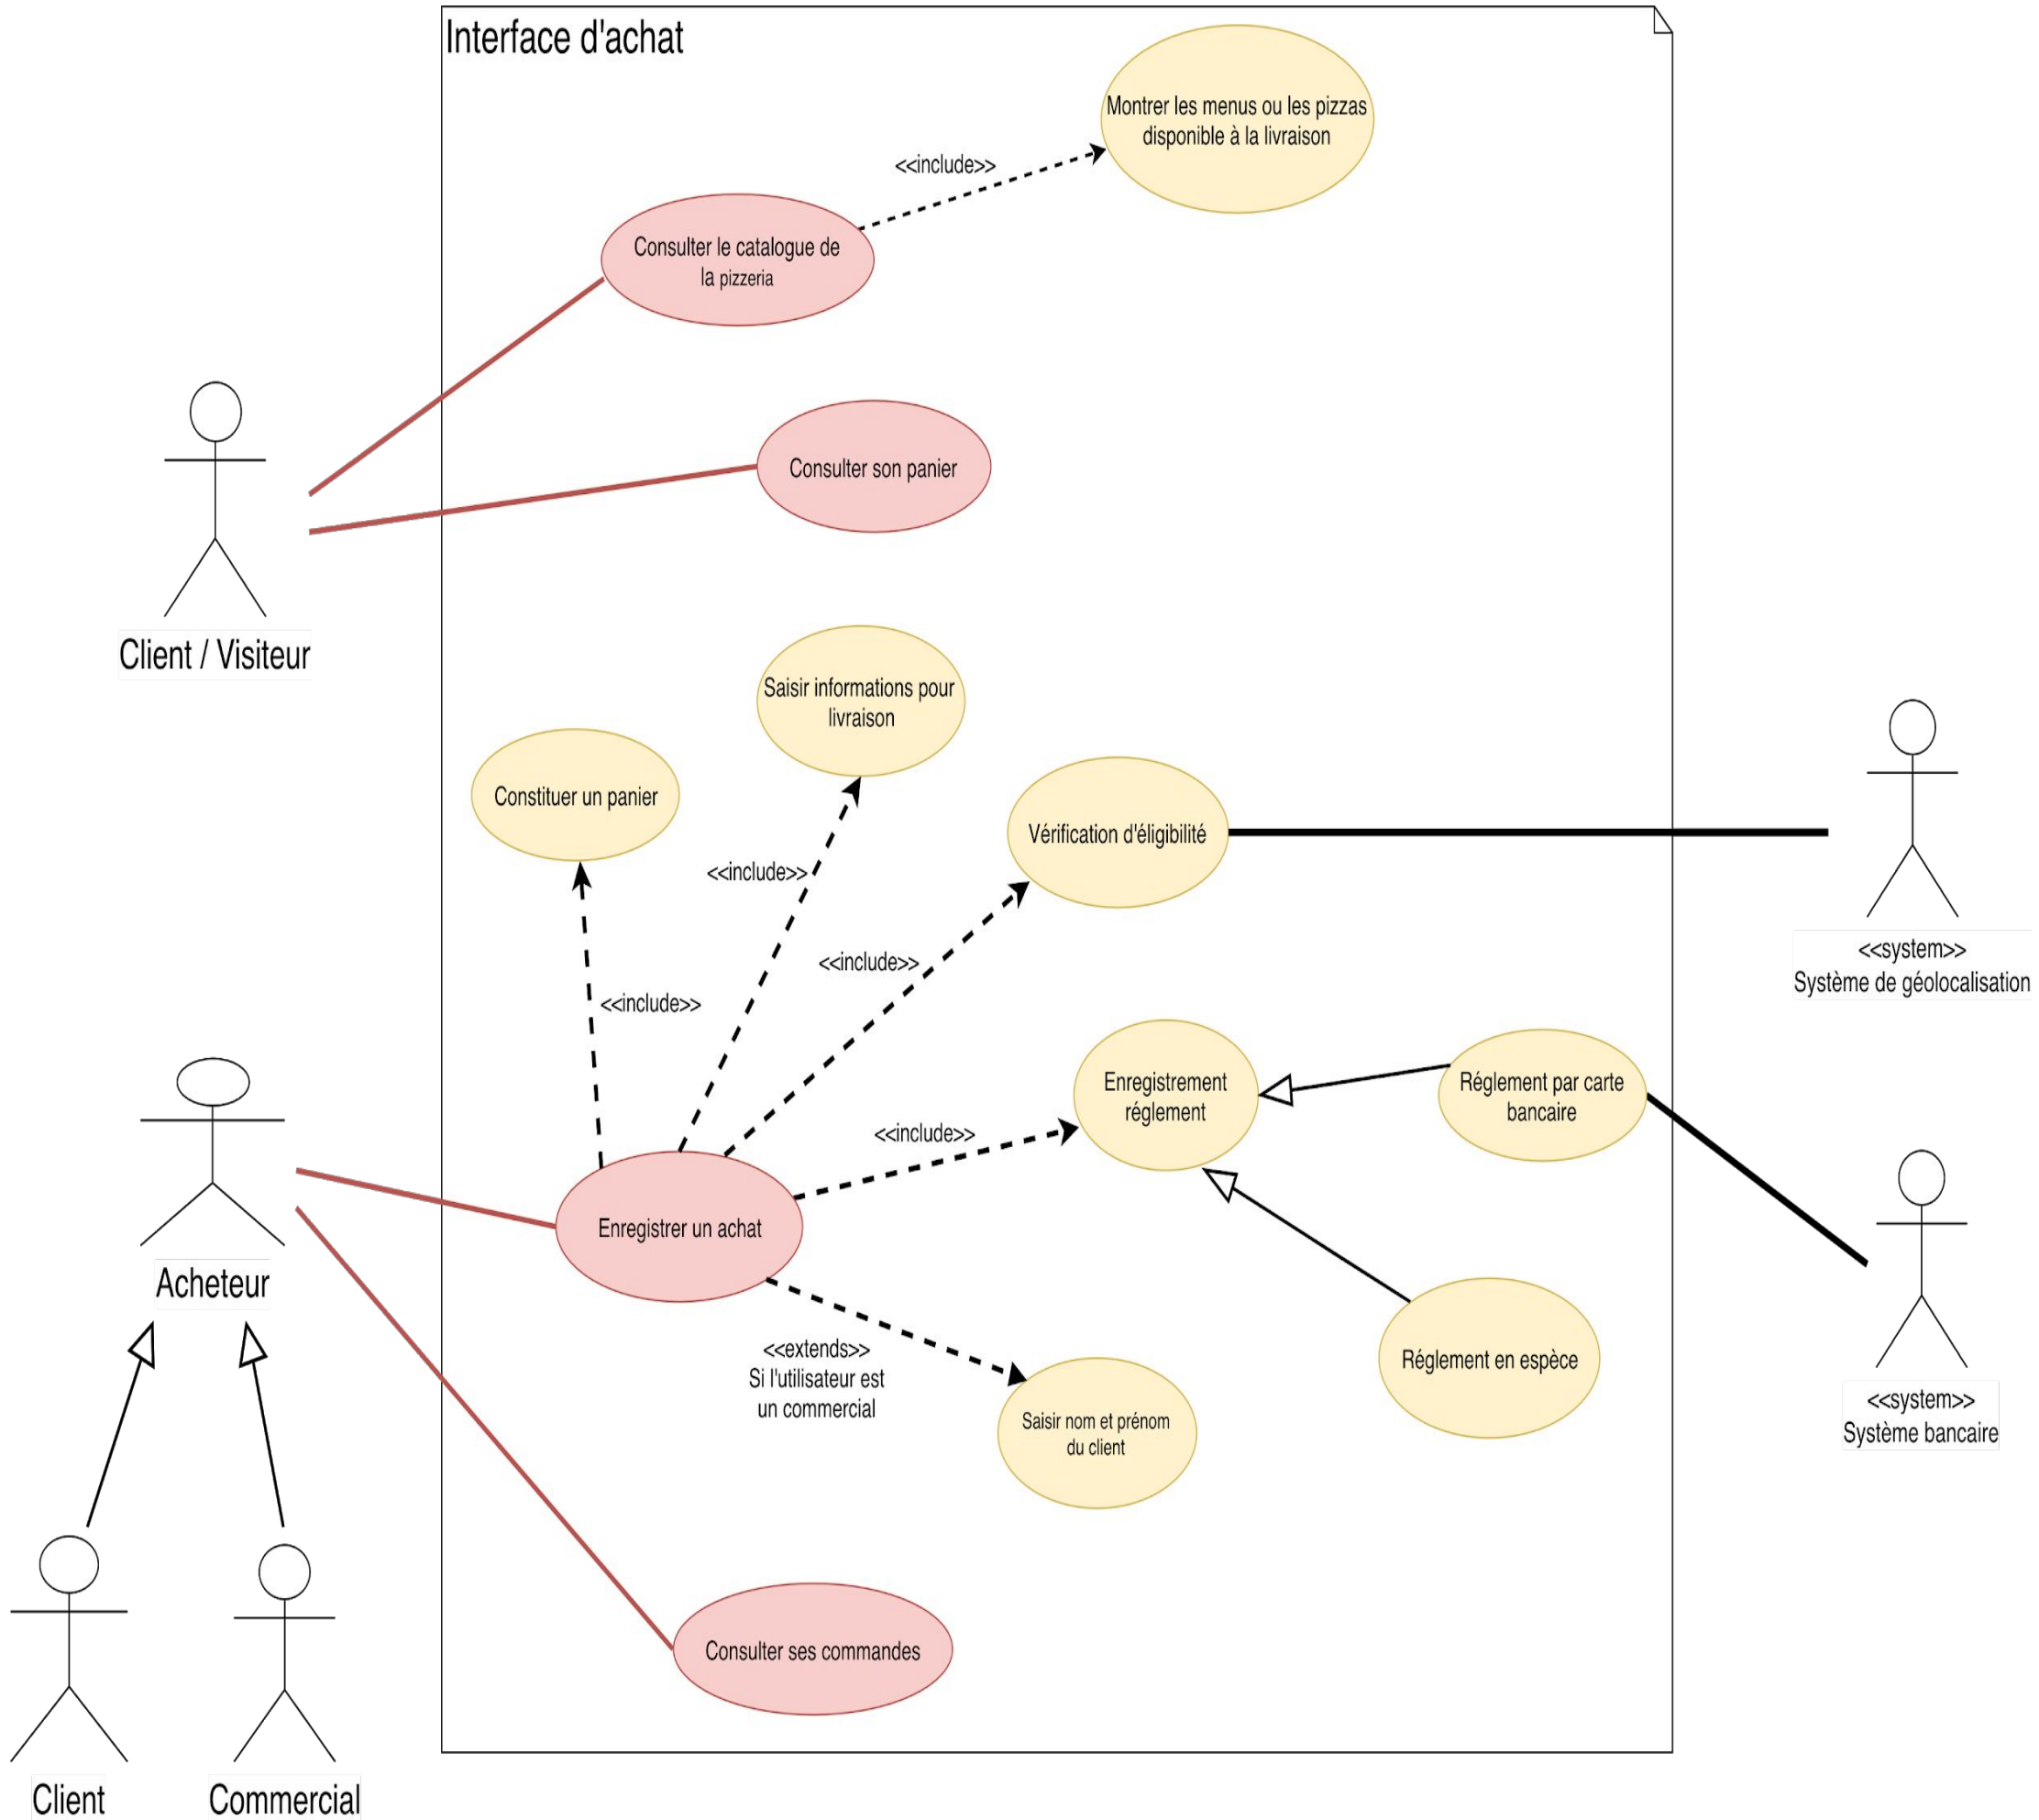 Interface d'achat
Montrer les menus ou les pizzas
disponible à la livraison
<<include>>
Consulter le catalogue de
la pizzeria
Consulter son panier
Client / Visiteur
Saisir informations pour
livraison
Constituer un panier
Vérification d'éligibilité
<<include>>
<<include>>
<<include>>
<<system>>
Système de géolocalisation
Enregistrement
réglement
Réglement par carte
bancaire
<<include>>
Enregistrer un achat
Acheteur
<<extends>>
Si l'utilisateur est
un commercial
Réglement en espèce
Saisir nom et prénom
du client
<<system>>
Système bancaire
Consulter ses commandes
Client
Commercial